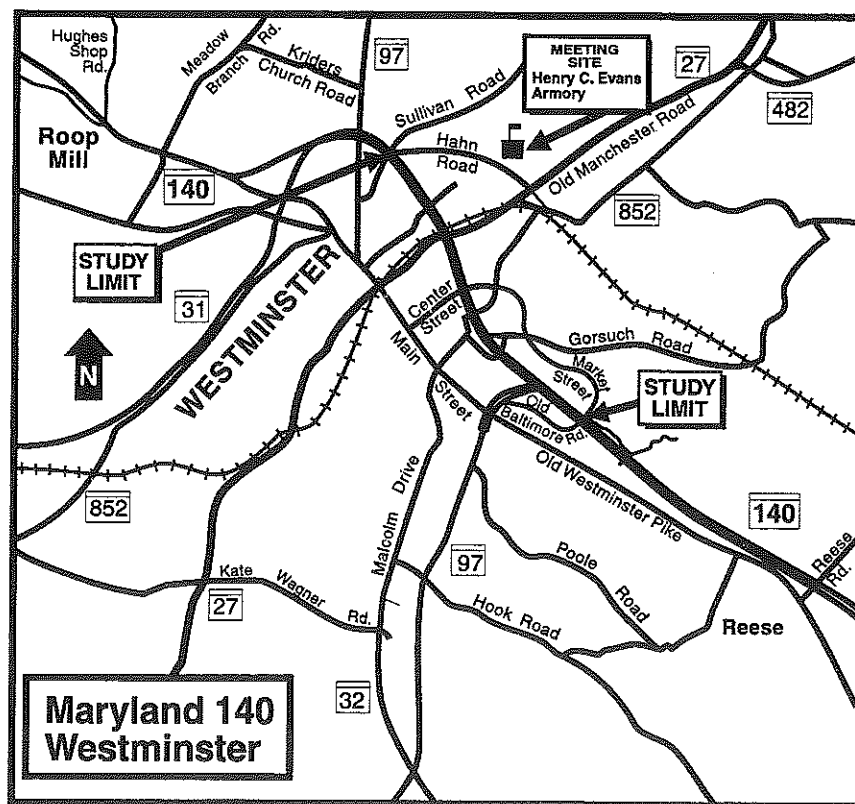 Hughes
Shop
Rd.
Meadow
Branch
Rd.
Kriders
Church Road
97
Sullivan Road
MEETING
SITE
Henry C. Evans
Armory
27
482
Roop
Mill
140
Hahn
Road
Old Manchester Road
852
STUDY
LIMIT
31
WESTMINSTER
Center
Street
Main
Street
Gorsuch Road
Market
Street
STUDY
LIMIT
N
Old
Baltimore Rd.
Old Westminster Pike
852
Malcolm Drive
97
140
Reese
Rd.
Kate
Wagner
Rd.
27
Poole
Road
Hook Road
Reese
32
Maryland 140
Westminster